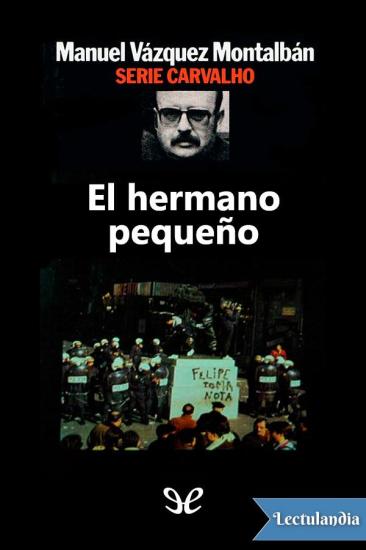 Manuel Vázquez Montalbán
SERIE CARVALHO
El hermano
pequeño
FELIPE
TOMA
NOTA
Lectulandia